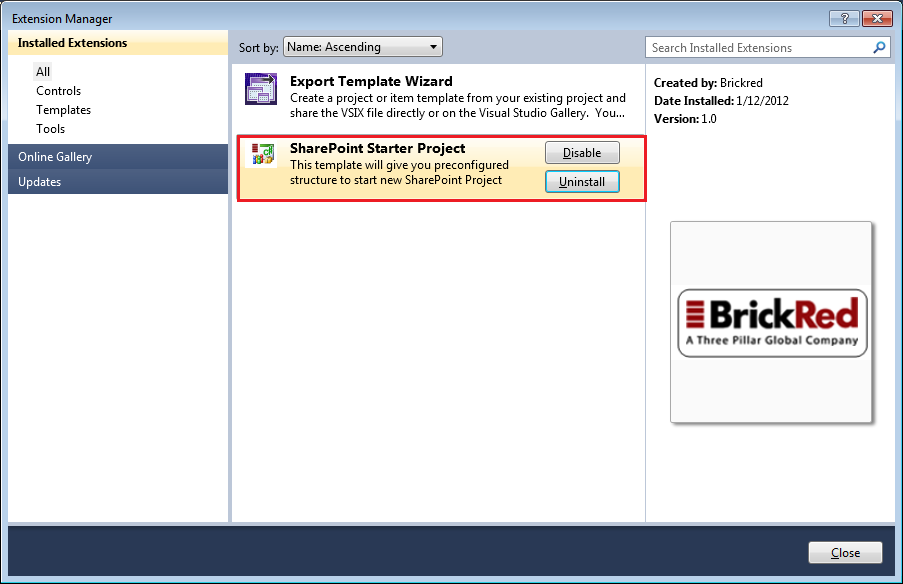 Extension Manager
Installed Extensions
All
Controls
Templates
Tools
Online Gallery
Updates
Sort by: Name: Ascending
Search Installed Extensions
Export Template Wizard
Create a project or item template from your existing project and
share the VSIX file directly or on the Visual Studio Gallery. You...
SharePoint Starter Project
This template will give you preconfigured
structure to start new SharePoint Project
Disable
Uninstall
Created by: Brickred
Date Installed: 1/12/2012
Version: 1.0
BrickRed
A Three Pillar Global Company
Close